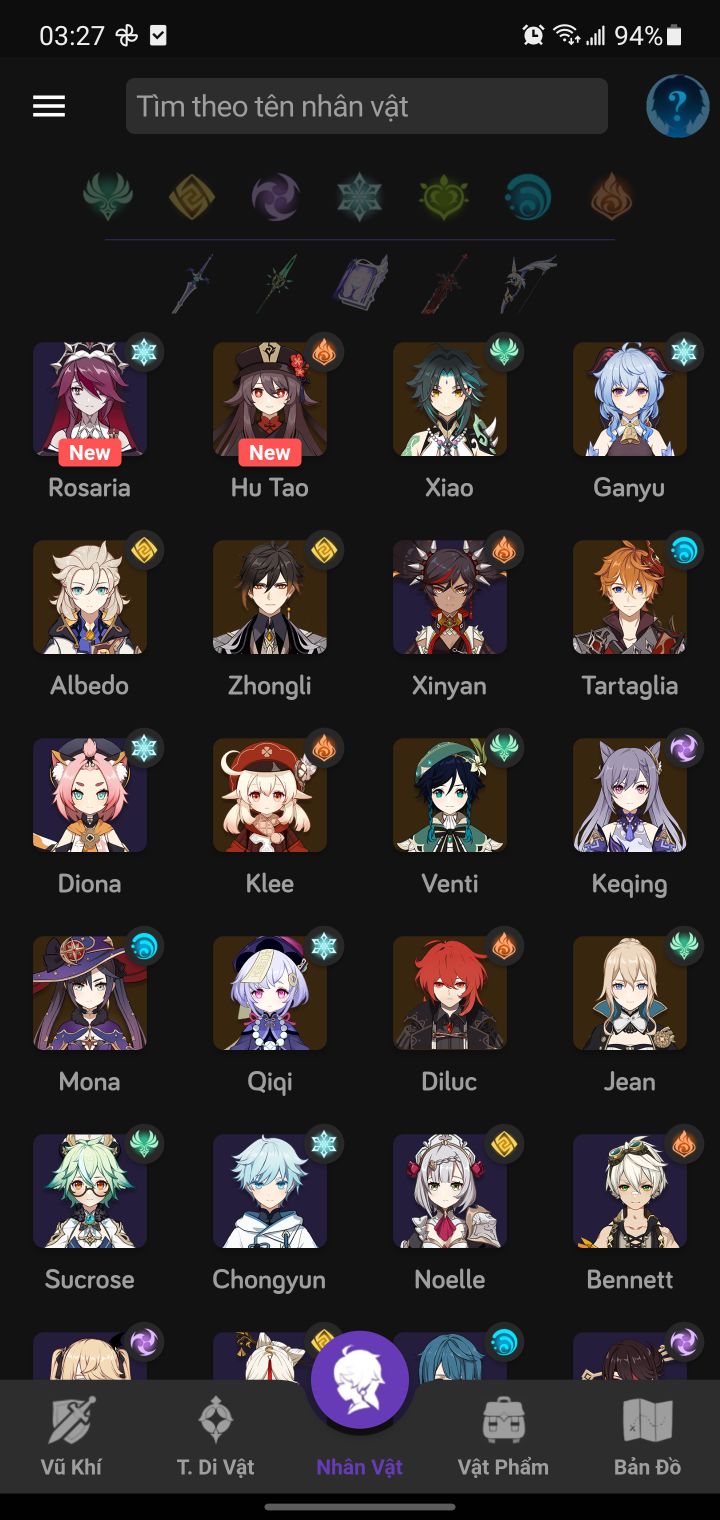 03:27
94%
Tìm theo tên nhân vật
?
New
New
Rosaria
Hu Tao
Xiao
Ganyu
Albedo
Zhongli
Xinyan
Tartaglia
Diona
Klee
Venti
Keqing
Mona
Qiqi
Diluc
Jean
Sucrose
Chongyun
Noelle
Bennett
Vũ Khí
T. Di Vật
Nhân Vật
Vật Phẩm
Bản Đồ